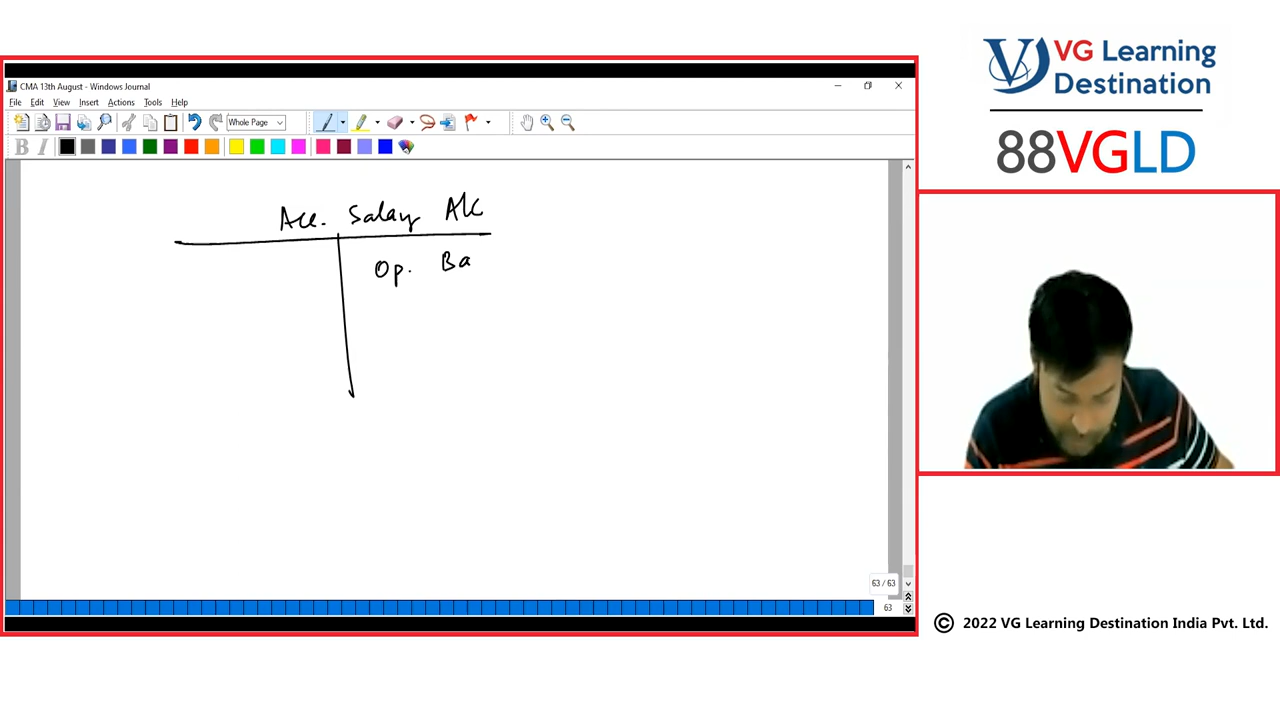 CMA 13th August - Windows Journal
File Edit View Insert Actions Tools Help
Whole Page
B I
Acc. Salary A/c
Op. Ba
63 / 63
63
VG Learning
Destination
88VGLD
© 2022 VG Learning Destination India Pvt. Ltd.